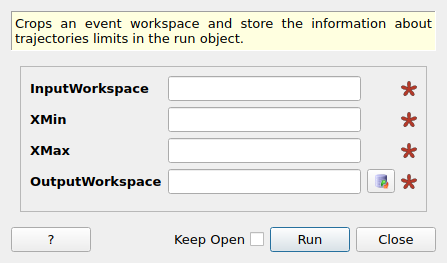 Crops an event workspace and store the information about
trajectories limits in the run object.
InputWorkspace
XMin
XMax
OutputWorkspace
? Keep Open Run Close